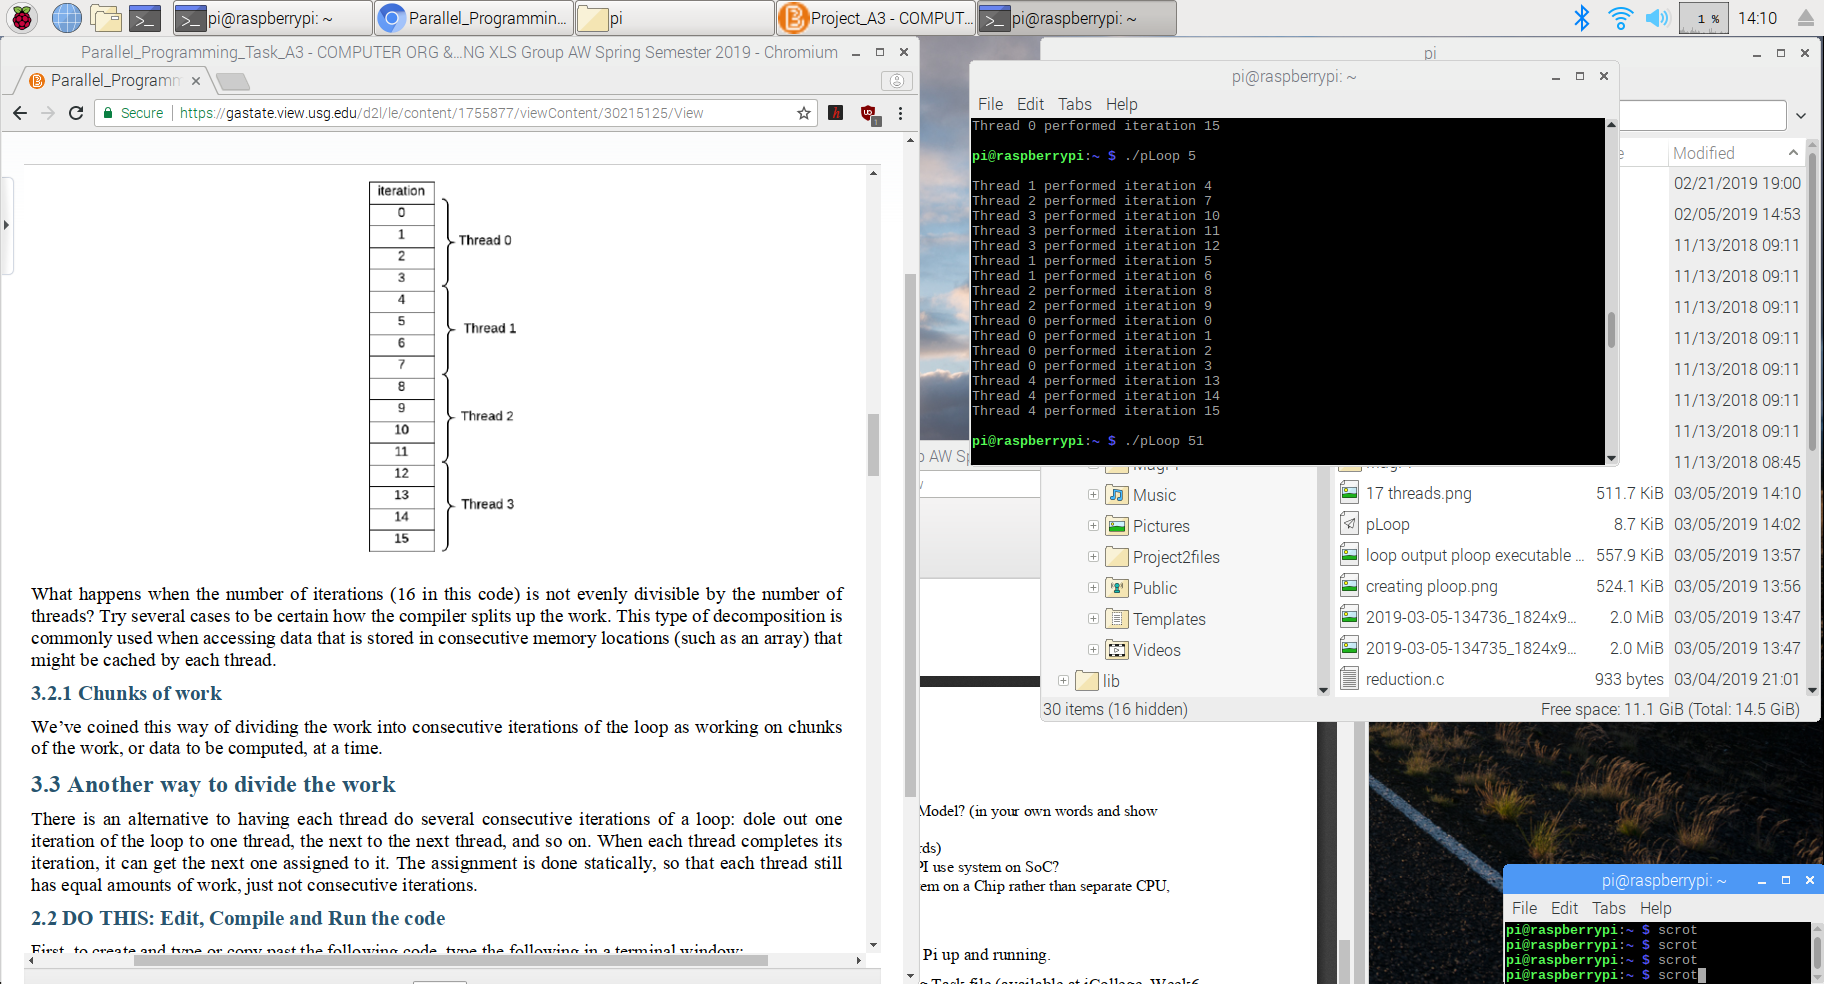 pi@raspberrypi: ~
Parallel_Programmin...
pi
Project_A3 - COMPUT...
pi@raspberrypi: ~
1 %
14:10
Parallel_Programming_Task_A3 - COMPUTER ORG &...NG XLS Group AW Spring Semester 2019 - Chromium
Parallel_Programm
Secure
https://gastate.view.usg.edu/d2l/le/content/1755877/viewContent/30215125/View
iteration
0
1
2
3
4
5
6
7
8
9
10
11
12
13
14
15
Thread 0
Thread 1
Thread 2
Thread 3
What happens when the number of iterations (16 in this code) is not evenly divisible by the number of
threads? Try several cases to be certain how the compiler splits up the work. This type of decomposition is
commonly used when accessing data that is stored in consecutive memory locations (such as an array) that
might be cached by each thread.
3.2.1 Chunks of work
We've coined this way of dividing the work into consecutive iterations of the loop as working on chunks
of the work, or data to be computed, at a time.
3.3 Another way to divide the work
There is an alternative to having each thread do several consecutive iterations of a loop: dole out one
iteration of the loop to one thread, the next to the next thread, and so on. When each thread completes its
iteration, it can get the next one assigned to it. The assignment is done statically, so that each thread still
has equal amounts of work, just not consecutive iterations.
2.2 DO THIS: Edit, Compile and Run the code
First, to create and type or copy past the following code, type the following in a terminal window:
pi
pi@raspberrypi: ~
File Edit Tabs Help
Thread 0 performed iteration 15
pi@raspberrypi:~ $ ./pLoop 5
Thread 1 performed iteration 4
Thread 2 performed iteration 7
Thread 3 performed iteration 10
Thread 3 performed iteration 11
Thread 3 performed iteration 12
Thread 1 performed iteration 5
Thread 1 performed iteration 6
Thread 2 performed iteration 8
Thread 2 performed iteration 9
Thread 0 performed iteration 0
Thread 0 performed iteration 1
Thread 0 performed iteration 2
Thread 0 performed iteration 3
Thread 4 performed iteration 13
Thread 4 performed iteration 14
Thread 4 performed iteration 15
pi@raspberrypi:~ $ ./pLoop 51
Modified
02/21/2019 19:00
02/05/2019 14:53
11/13/2018 09:11
11/13/2018 09:11
11/13/2018 09:11
11/13/2018 09:11
11/13/2018 09:11
11/13/2018 09:11
11/13/2018 09:11
11/13/2018 08:45
AW Sp
Music
Pictures
Project2files
Public
Templates
Videos
lib
17 threads.png 511.7 KiB 03/05/2019 14:10
pLoop 8.7 KiB 03/05/2019 14:02
loop output ploop executable ... 557.9 KiB 03/05/2019 13:57
creating ploop.png 524.1 KiB 03/05/2019 13:56
2019-03-05-134736_1824x9... 2.0 MiB 03/05/2019 13:47
2019-03-05-134735_1824x9... 2.0 MiB 03/05/2019 13:47
reduction.c 933 bytes 03/04/2019 21:01
30 items (16 hidden)
Free space: 11.1 GiB (Total: 14.5 GiB)
Model? (in your own words and show
rds)
PI use system on SoC?
em on a Chip rather than separate CPU,
Pi up and running.
Task file (available at iCollege, Week6
pi@raspberrypi: ~
File Edit Tabs Help
pi@raspberrypi:~ $ scrot
pi@raspberrypi:~ $ scrot
pi@raspberrypi:~ $ scrot
pi@raspberrypi:~ $ scrot